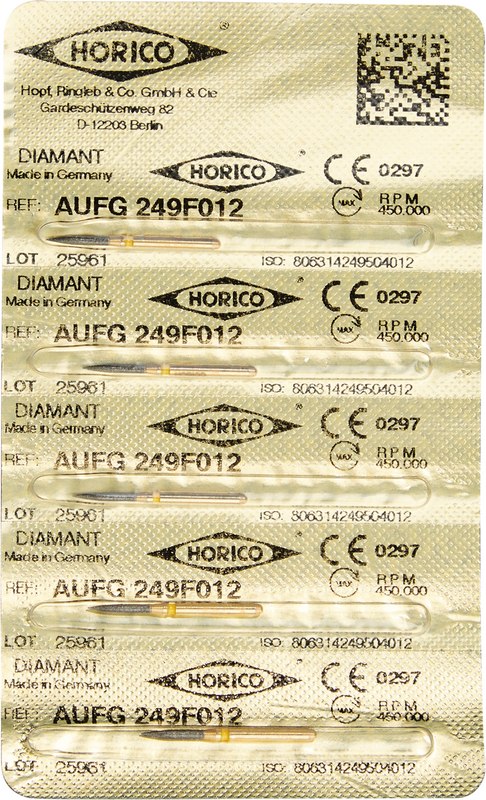 HORICO ®
Hopf, Ringleb & Co. GmbH & Cie
Gardeschützenweg 82
D-12203 Berlin
DIAMANT HORICO ® CE 0297
Made in Germany
REF: AUFG 249F012 MAX RPM 450.000
LOT 25961 ISO: 806314249504012
DIAMANT HORICO ® CE 0297
Made in Germany
REF: AUFG 249F012 MAX RPM 450.000
LOT 25961 ISO: 806314249504012
DIAMANT HORICO ® CE 0297
Made in Germany
REF: AUFG 249F012 MAX RPM 450.000
LOT 25961 ISO: 806314249504012
DIAMANT HORICO ® CE 0297
Made in Germany
REF: AUFG 249F012 MAX RPM 450.000
LOT 25961 ISO: 806314249504012
DIAMANT HORICO ® CE 0297
Made in Germany
REF: AUFG 249F012 MAX RPM 450.000
LOT 25961 ISO: 806314249504012